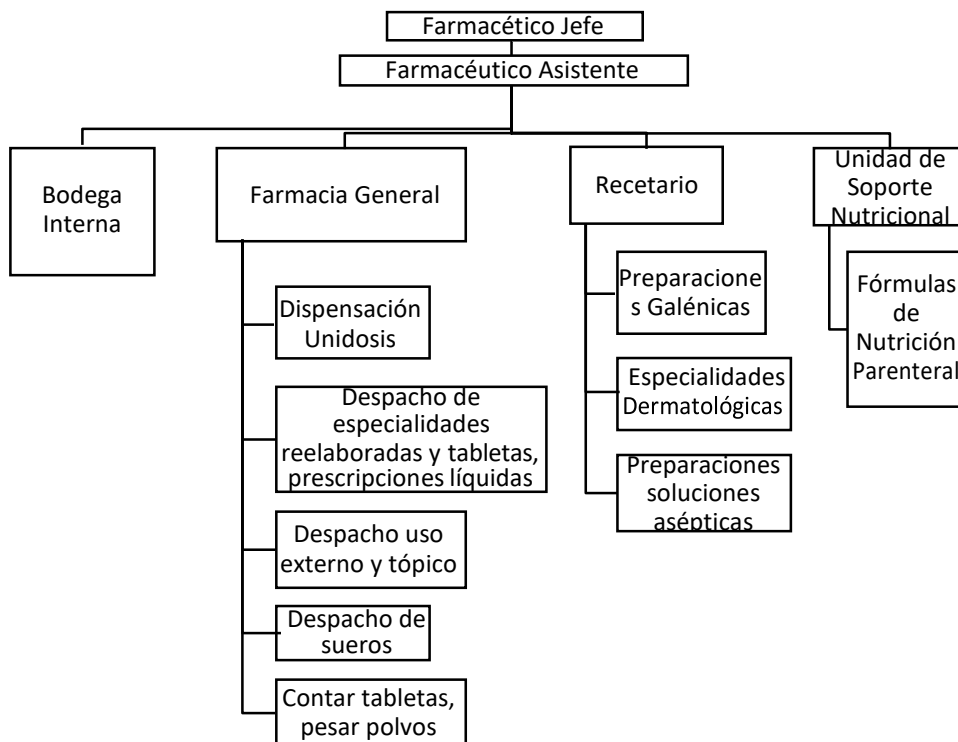 Farmacético Jefe
Farmacéutico Asistente
Bodega
Interna
Farmacia General
Recetario
Unidad de
Soporte
Nutricional
Dispensación
Unidosis
Despacho de
especialidades
reelaboradas y tabletas,
prescripciones líquidas
Despacho uso
externo y tópico
Despacho de
sueros
Contar tabletas,
pesar polvos
Preparacione
s Galénicas
Especialidades
Dermatológicas
Preparaciones
soluciones
asépticas
Fórmulas
de
Nutrición
Parenteral